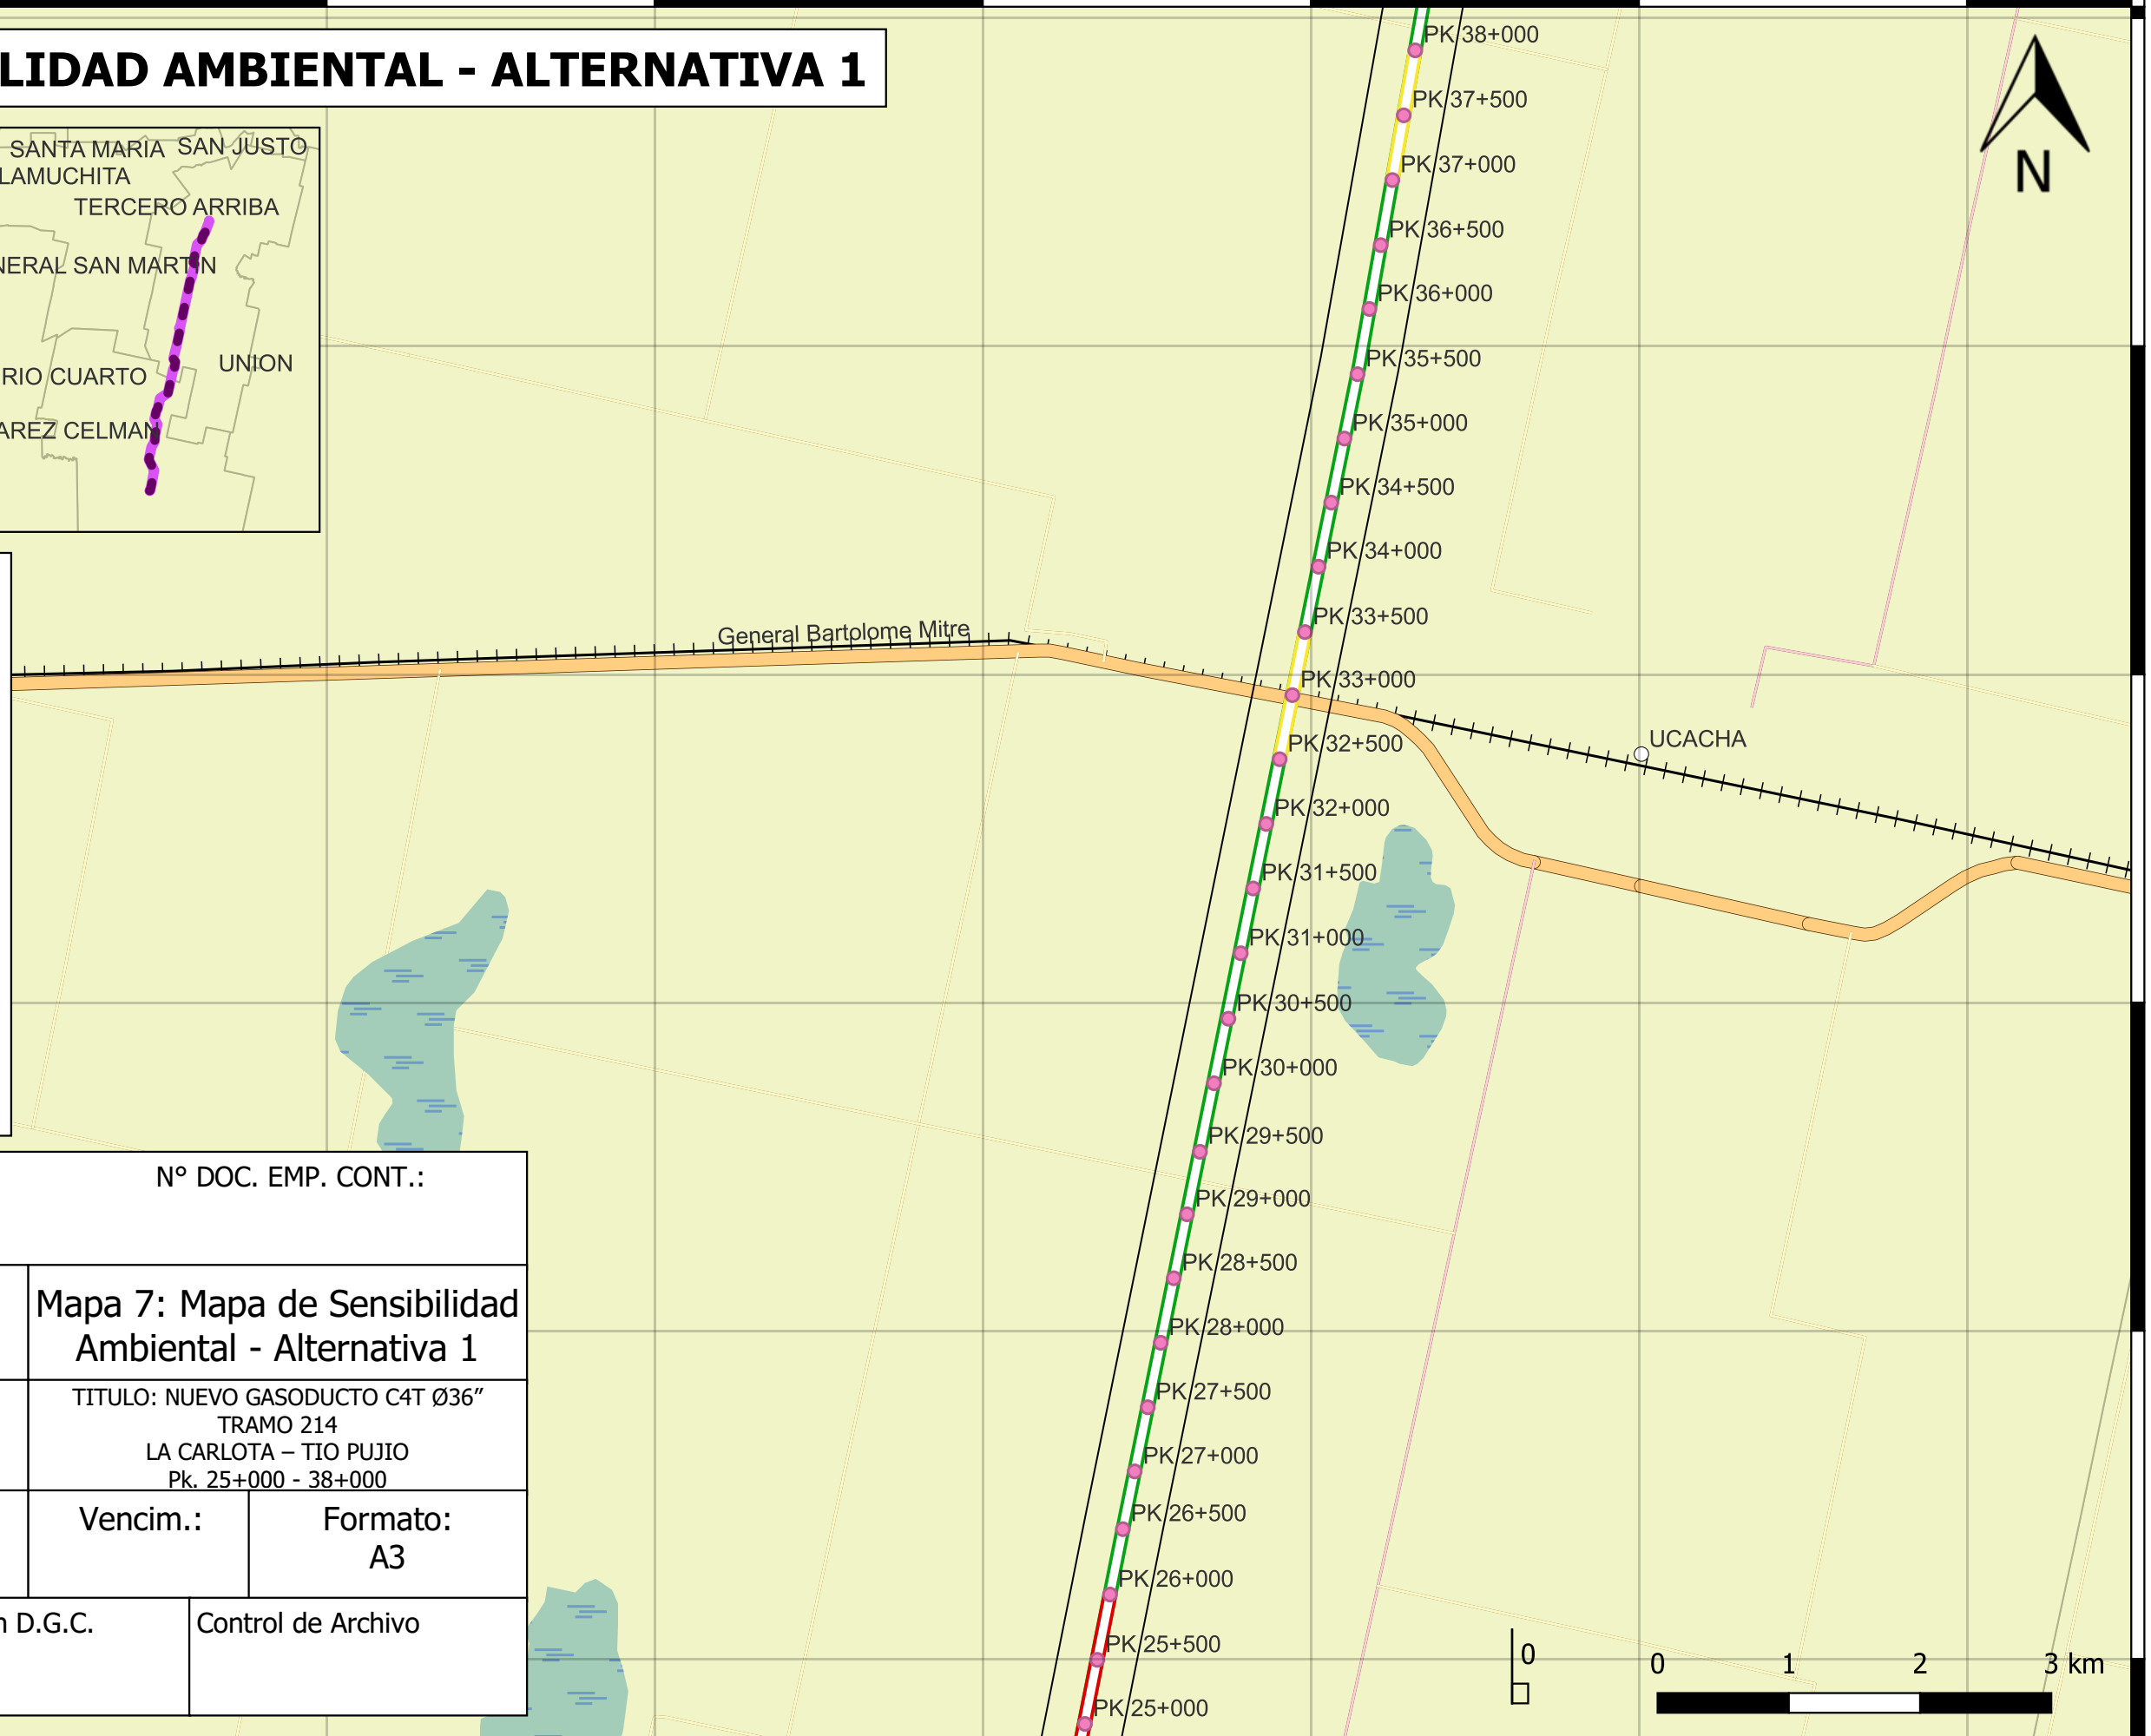 LIDAD AMBIENTAL - ALTERNATIVA 1
SANTA MARIA
SAN JUSTO
LAMUCHITA
TERCERO ARRIBA
NERAL SAN MARTIN
UNION
RIO CUARTO
AREZ CELMAN
N
PK 38+000
PK 37+500
PK 37+000
PK 36+500
PK 36+000
PK 35+500
PK 35+000
PK 34+500
PK 34+000
PK 33+500
General Bartolome Mitre
PK 33+000
PK 32+500
UCACHA
PK 32+000
PK 31+500
PK 31+000
PK 30+500
PK 30+000
PK 29+500
PK 29+000
PK 28+500
PK 28+000
PK 27+500
PK 27+000
PK 26+500
PK 26+000
PK 25+500
PK 25+000
N° DOC. EMP. CONT.:
Mapa 7: Mapa de Sensibilidad
Ambiental - Alternativa 1
TITULO: NUEVO GASODUCTO C4T Ø36”
TRAMO 214
LA CARLOTA – TIO PUJIO
Pk. 25+000 - 38+000
Vencim.:
Formato:
A3
n D.G.C.
Control de Archivo
0
0 1 2 3 km